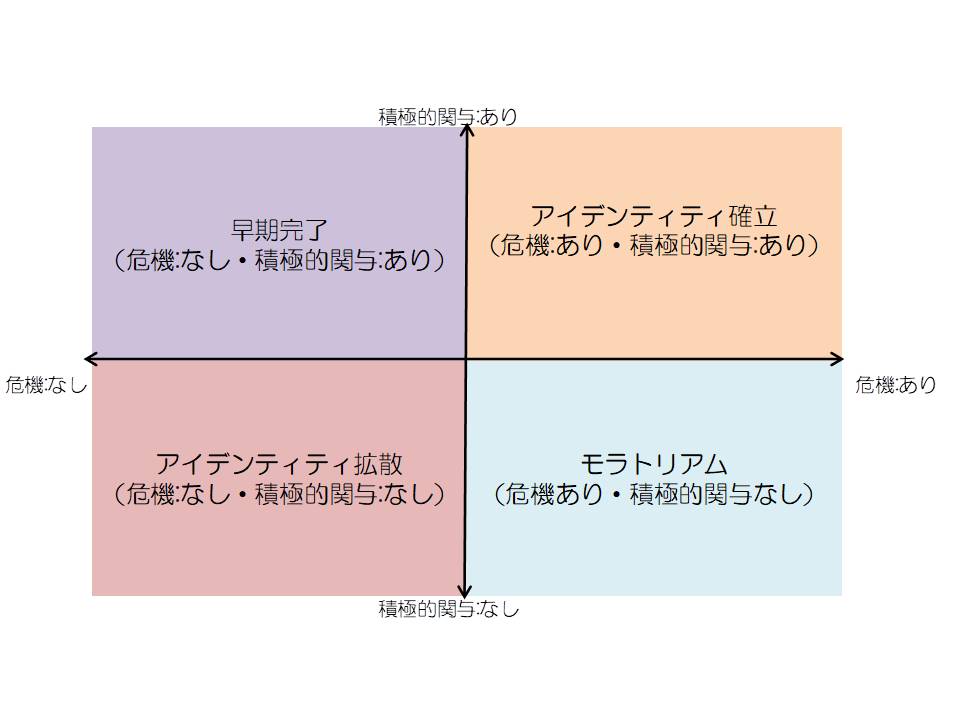 積極的関与:あり
早期完了
（危機:なし・積極的関与:あり）
アイデンティティ確立
（危機:あり・積極的関与:あり）
危機:なし
危機:あり
アイデンティティ拡散
（危機:なし・積極的関与:なし）
モラトリアム
（危機あり・積極的関与なし）
積極的関与:なし